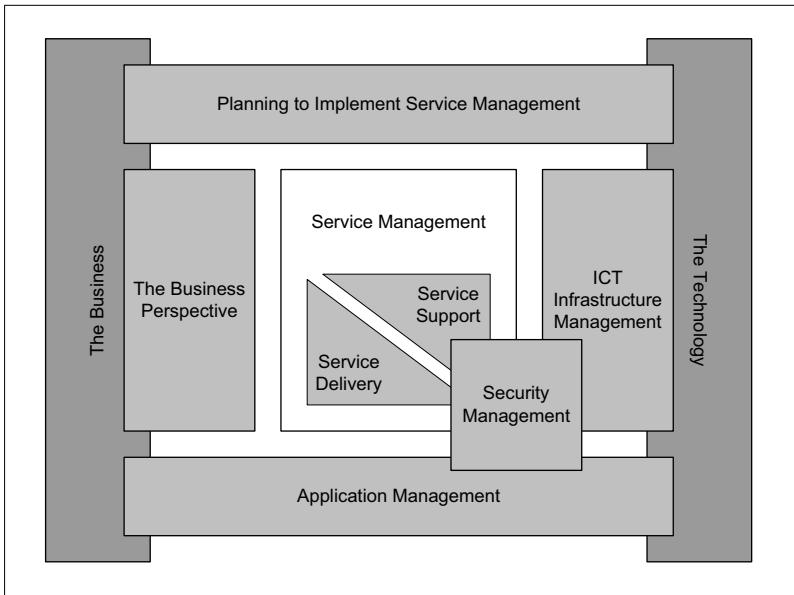 Planning to Implement Service Management
The Business
The Business
Perspective
Service Management
Service
Support
Service
Delivery
ICT
Infrastructure
Management
The Technology
Security
Management
Application Management